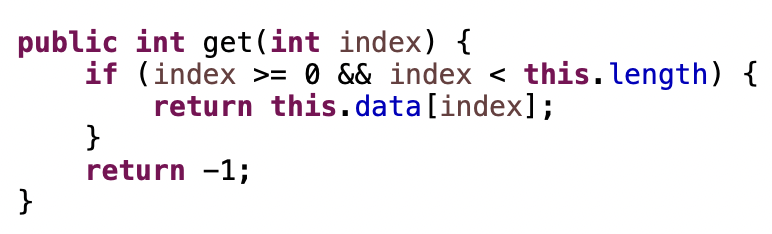 public int get(int index) {
    if (index >= 0 && index < this.length) {
        return this.data[index];
    }
    return -1;
}